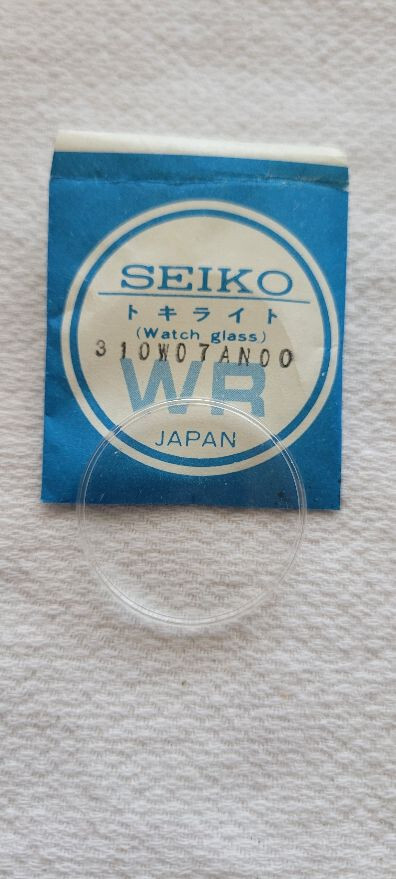 SEIKO
トキライト
(Watch glass)
310W07AN00
WR
JAPAN